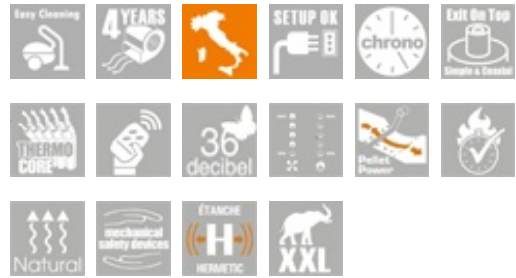 Easy Cleaning
4 YEARS
SETUP OK
chrono
Exit On Top
Simple & Coaxial
THERMO
CORE
36
decibel
Pellet
Power
Natural
mechanical
safety devices
ÉTANCHE
H
HERMETIC
XXL